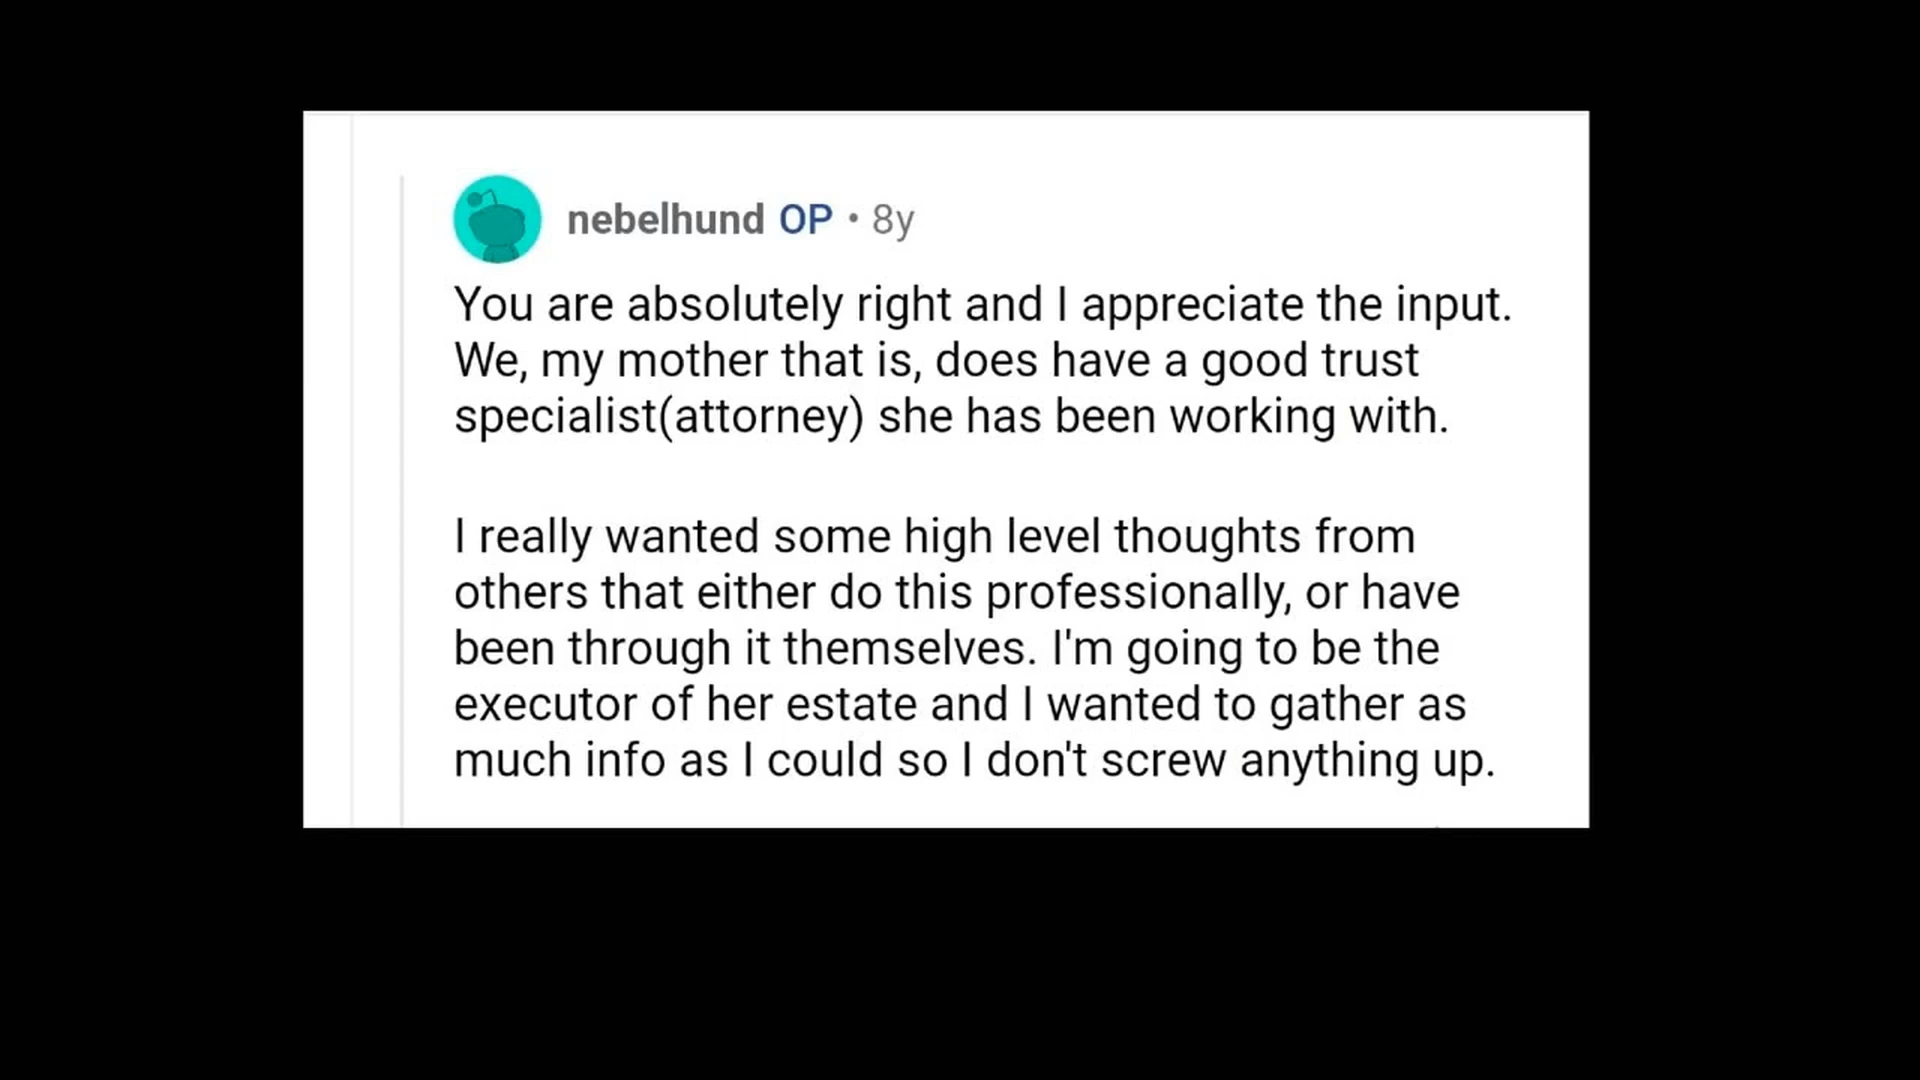 nebelhund OP • 8y
You are absolutely right and I appreciate the input.
We, my mother that is, does have a good trust
specialist(attorney) she has been working with.
I really wanted some high level thoughts from
others that either do this professionally, or have
been through it themselves. I'm going to be the
executor of her estate and I wanted to gather as
much info as I could so I don't screw anything up.